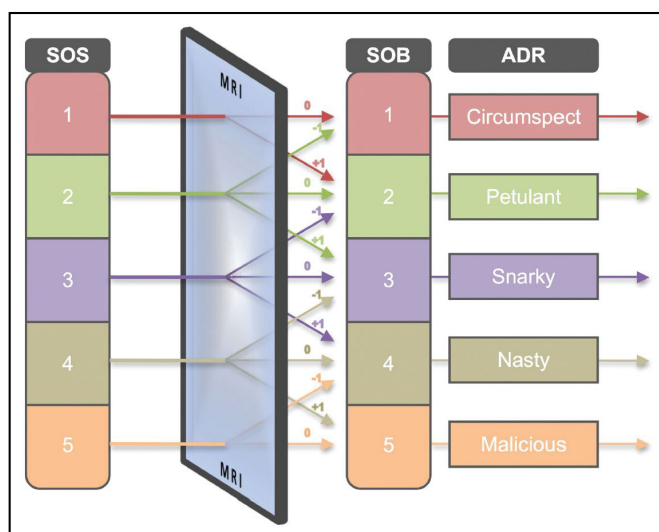 SOS
MRI
SOB
ADR
1
0
1
Circumspect
-1
+1
2
0
2
Petulant
-1
+1
3
0
3
Snarky
-1
+1
4
0
4
Nasty
-1
+1
5
0
5
Malicious
MRI